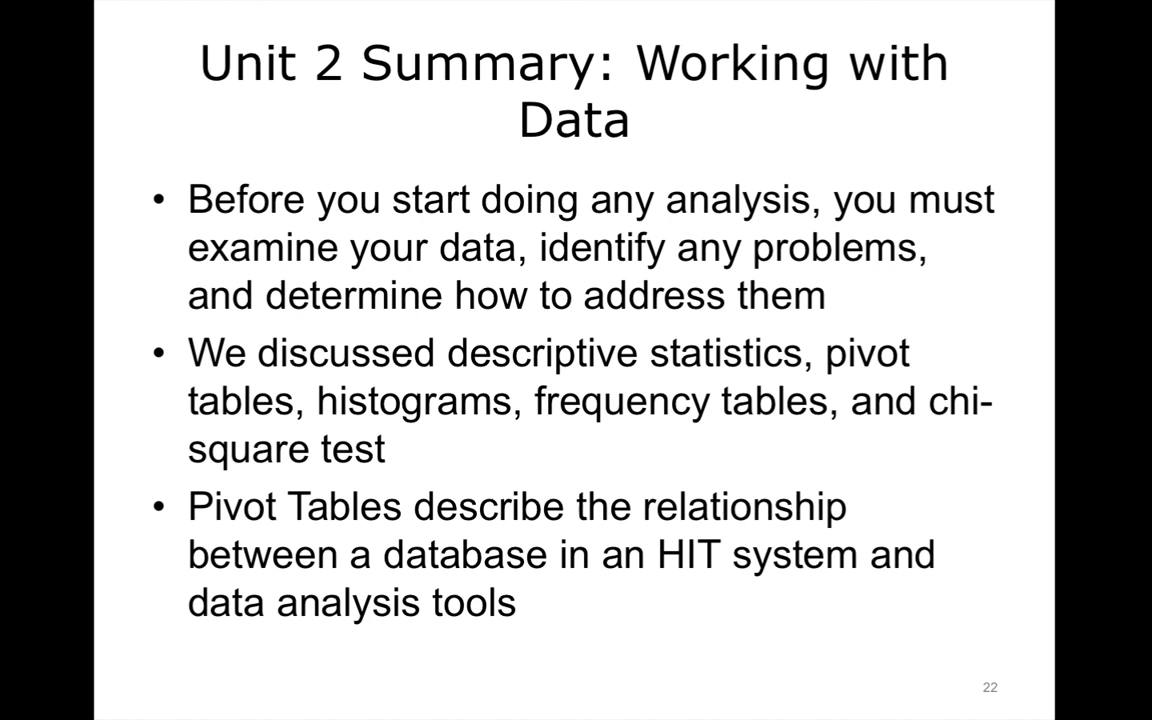 Unit 2 Summary: Working with
Data
• Before you start doing any analysis, you must
examine your data, identify any problems,
and determine how to address them
• We discussed descriptive statistics, pivot
tables, histograms, frequency tables, and chi-
square test
• Pivot Tables describe the relationship
between a database in an HIT system and
data analysis tools
22